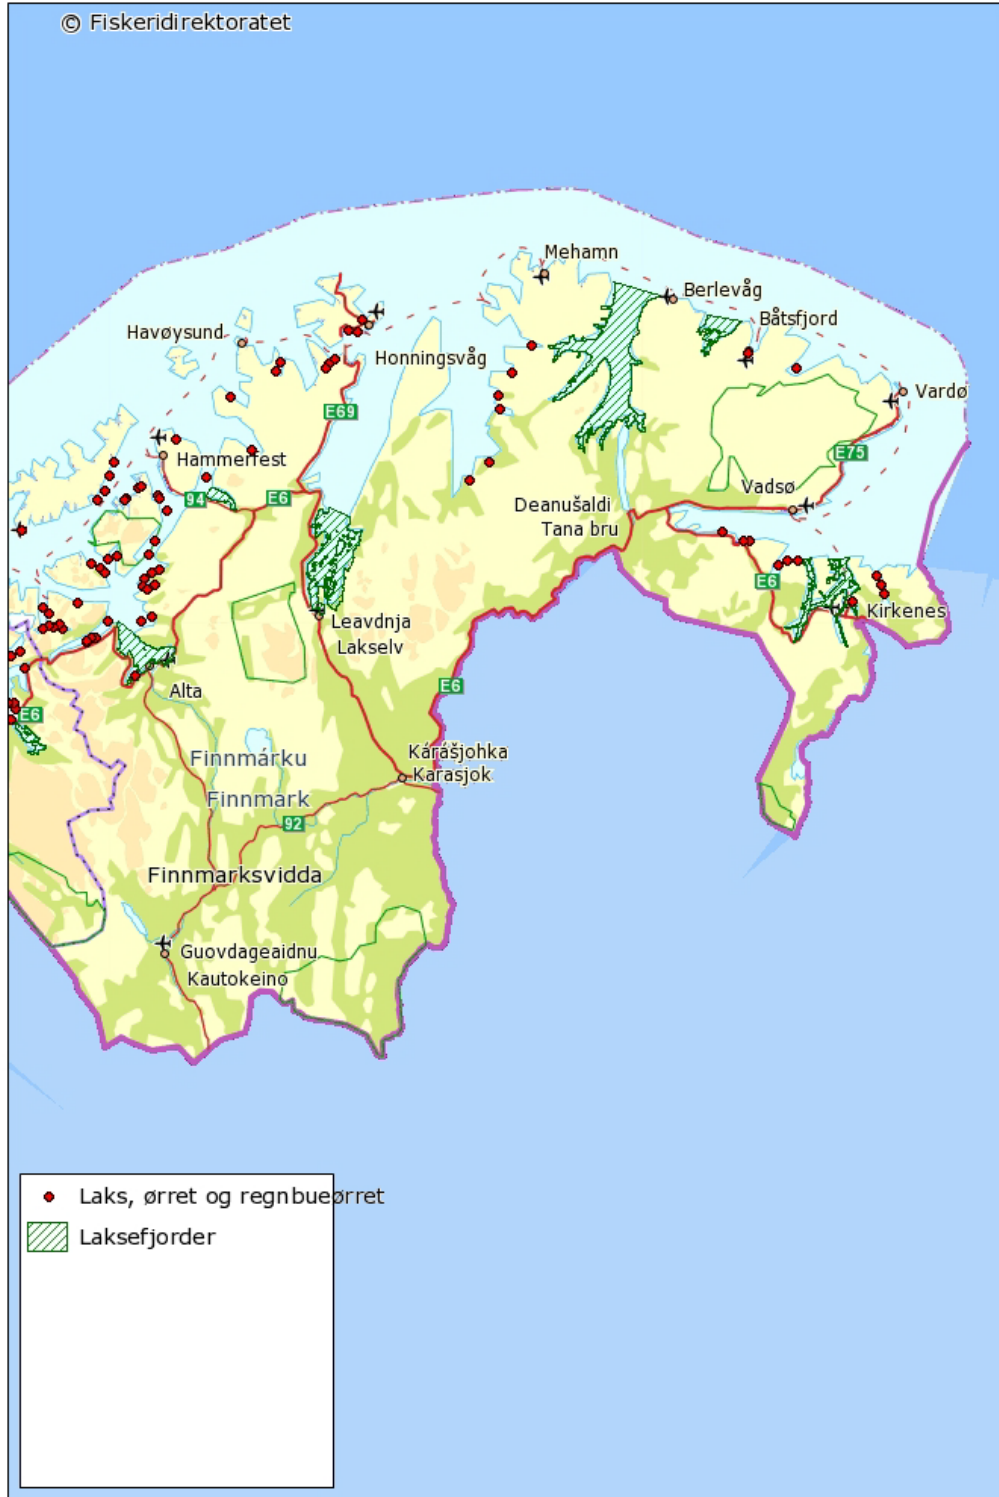 © Fiskeridirektoratet
Mehamn
Berlevåg
Båtsfjord
Havøysund
Honningsvåg
Vardø
E69
Hammerfest
E75
94
E6
Vadsø
Deanušaldi
Tana bru
E6
Kirkenes
Leavdnja
Lakselv
Alta
E6
E6
Kárášjohka
Karasjok
Finnmárku
Finnmark
92
Finnmarksvidda
Guovdageaidnu
Kautokeino
Laks, ørret og regnbueørret
Laksefjorder